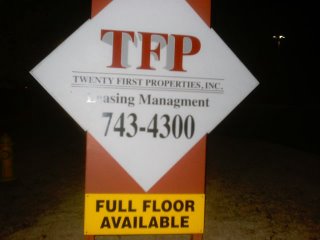 TFP
TWENTY FIRST PROPERTIES, INC.
Leasing Managment
743-4300
FULL FLOOR
AVAILABLE